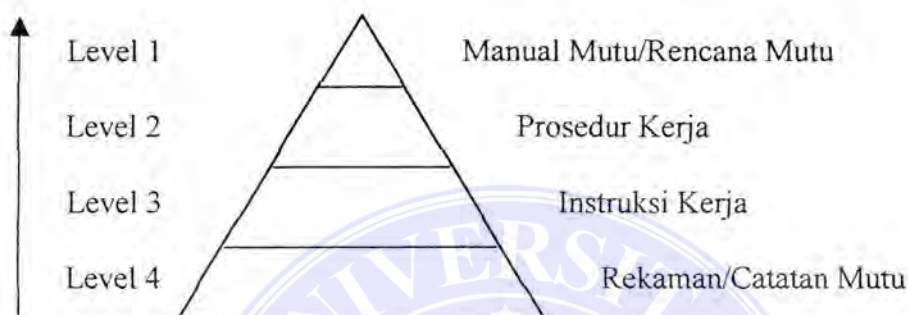 Level 1 Manual Mutu/Rencana Mutu
Level 2 Prosedur Kerja
Level 3 Instruksi Kerja
Level 4 Rekaman/Catatan Mutu